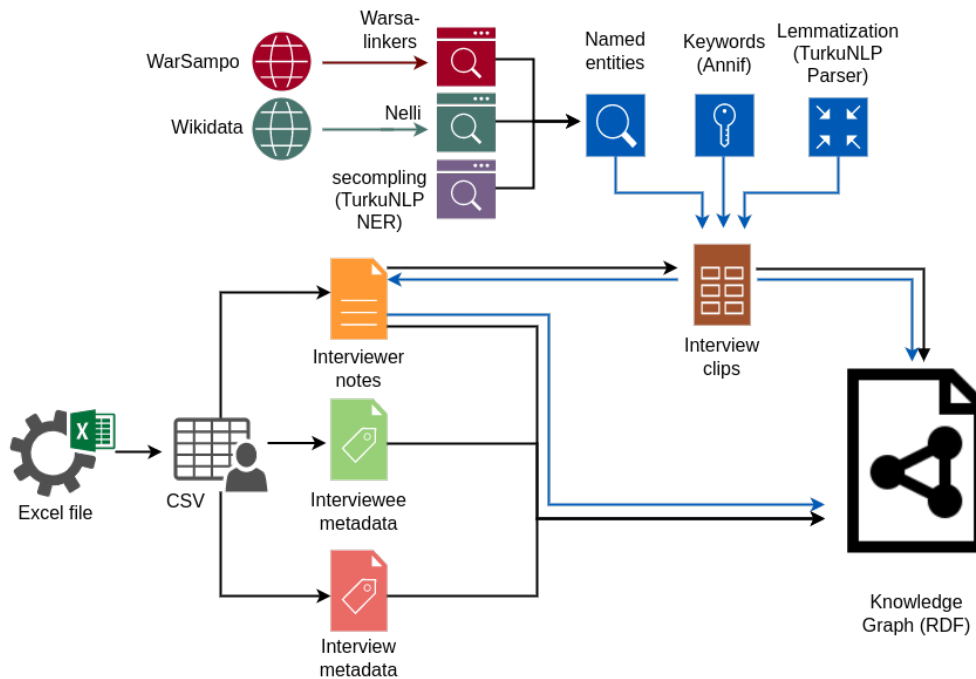 Warsa-
linkers
WarSampo
Nelli
Wikidata
secompling
(TurkuNLP
NER)
Named
entities
Keywords
(Annif)
Lemmatization
(TurkuNLP
Parser)
Interviewer
notes
Interview
clips
X
Excel file
CSV
Interviewee
metadata
Interview
metadata
Knowledge
Graph (RDF)